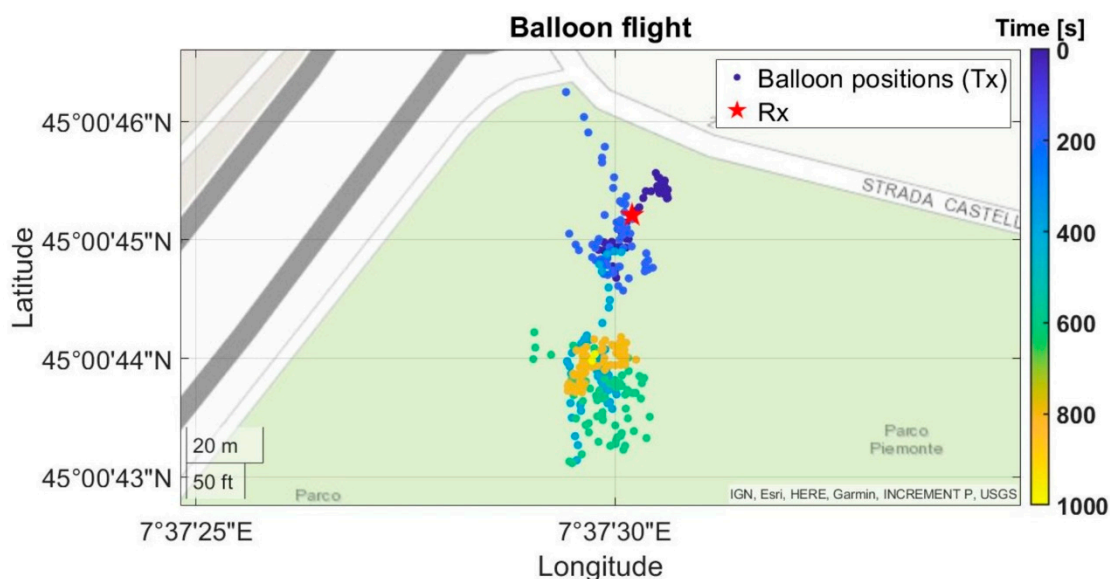 Balloon flight
Time [s]
Balloon positions (Tx)
Rx
0
200
400
600
800
1000
45°00'46"N
45°00'45"N
45°00'44"N
45°00'43"N
Latitude
STRADA CASTELL
Parco
Piemonte
20 m
50 ft
Parco
IGN, Esri, HERE, Garmin, INCREMENT P, USGS
7°37'25"E
7°37'30"E
Longitude